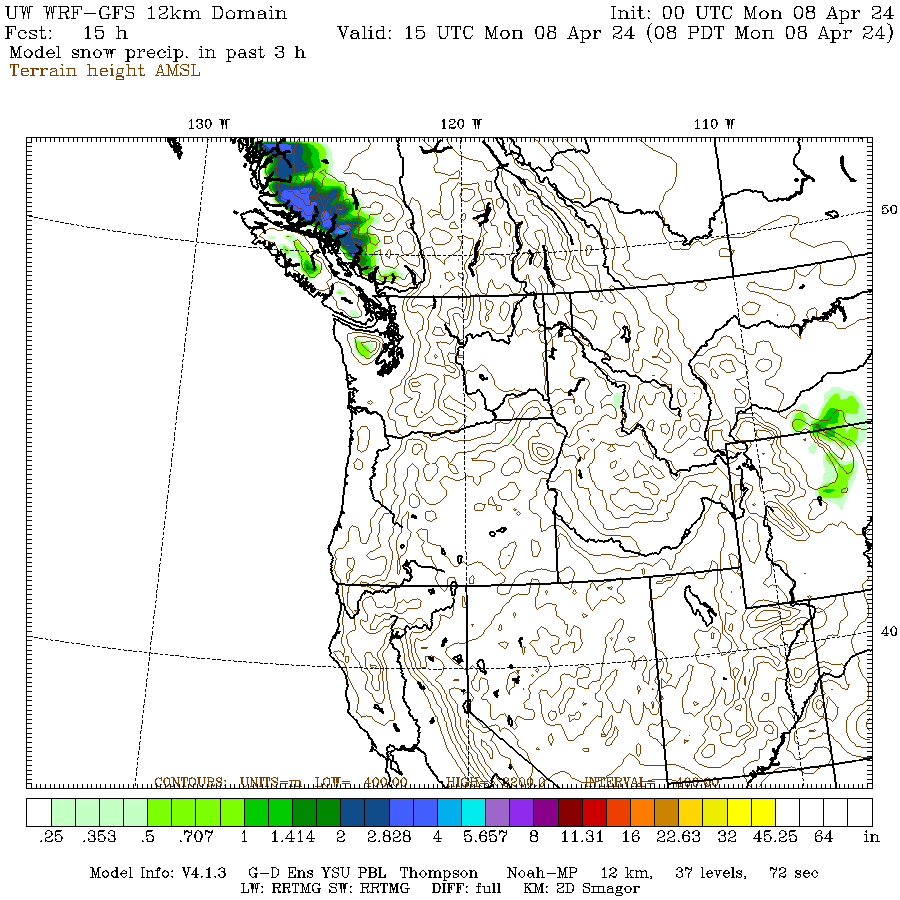 UW WRF-GFS 12km Domain Init: 00 UTC Mon 08 Apr 24
Fcst: 15 h Valid: 15 UTC Mon 08 Apr 24 (08 PDT Mon 08 Apr 24)
Model snow precip. in past 3 h
Terrain height AMSL
130 W 120 W 110 W
50
40
CONTOURS: UNITS=m LOW= 400.00 HIGH= 3200.0 INTERVAL= 400.00
.25 .353 .5 .707 1 1.414 2 2.828 4 5.657 8 11.31 16 22.63 32 45.25 64 in
Model Info: V4.1.3 G-D Ens YSU PBL Thompson Noah-MP 12 km, 37 levels, 72 sec
LW: RRTMG SW: RRTMG DIFF: full KM: 2D Smagor